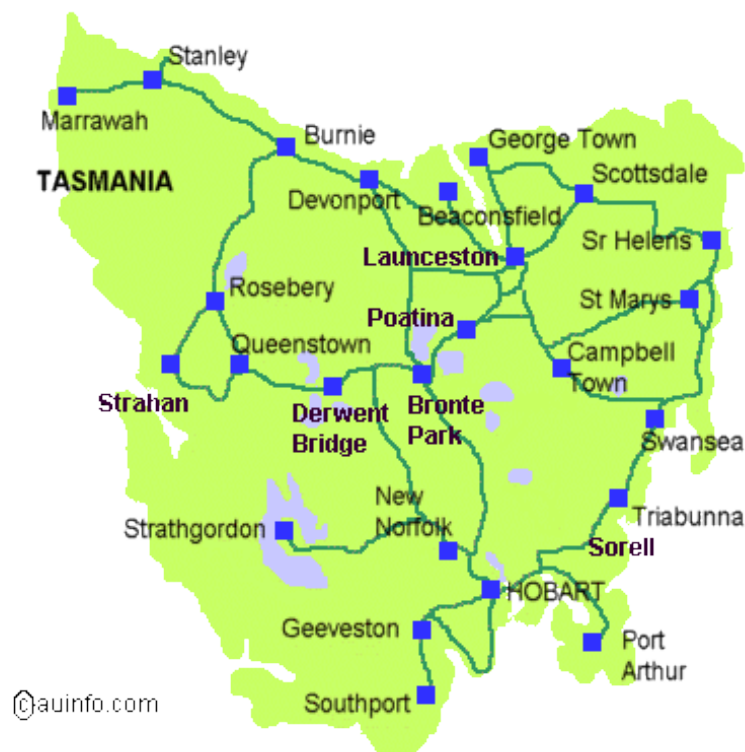 Stanley
Marrawah
Burnie
George Town
TASMANIA
Devonport
Scottsdale
Beaconsfield
Sr Helens
Launceston
Rosebery
St Marys
Poatina
Queenstown
Campbell
Town
Strahan
Derwent
Bridge
Bronte
Park
Swansea
New
Norfolk
Strathgordon
Triabunna
Sorell
HOBART
Geeveston
Port
Arthur
Southport
©auinfo.com